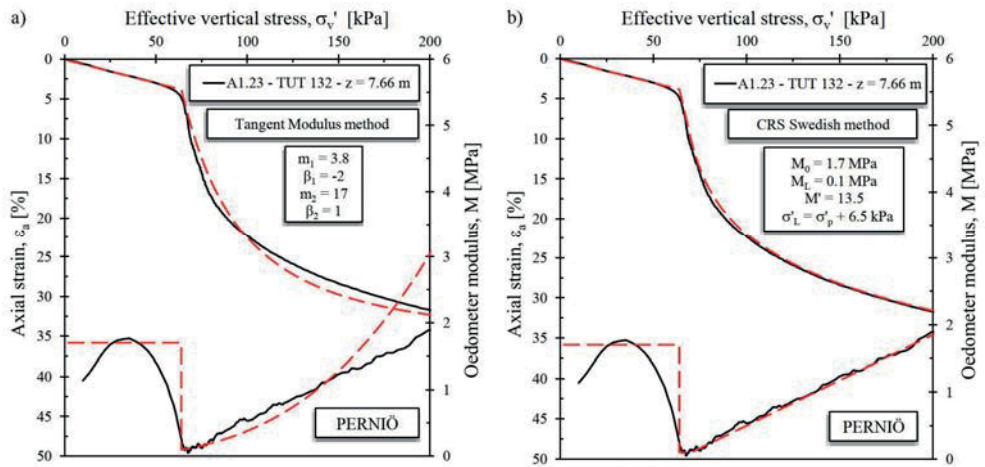 a)
Effective vertical stress, σv' [kPa]
0 50 100 150 200
0
5
10
15
20
25
30
35
40
45
50
Axial strain, εa [%]
6
5
4
3
2
1
0
Oedometer modulus, M [MPa]
A1.23 - TUT 132 - z = 7.66 m
Tangent Modulus method
m1 = 3.8
β1 = -2
m2 = 17
β2 = 1
PERNIÖ
b)
Effective vertical stress, σv' [kPa]
0 50 100 150 200
0
5
10
15
20
25
30
35
40
45
50
Axial strain, εa [%]
6
5
4
3
2
1
0
Oedometer modulus, M [MPa]
A1.23 - TUT 132 - z = 7.66 m
CRS Swedish method
M0 = 1.7 MPa
ML = 0.1 MPa
M' = 13.5
σ'L = σ'p + 6.5 kPa
PERNIÖ